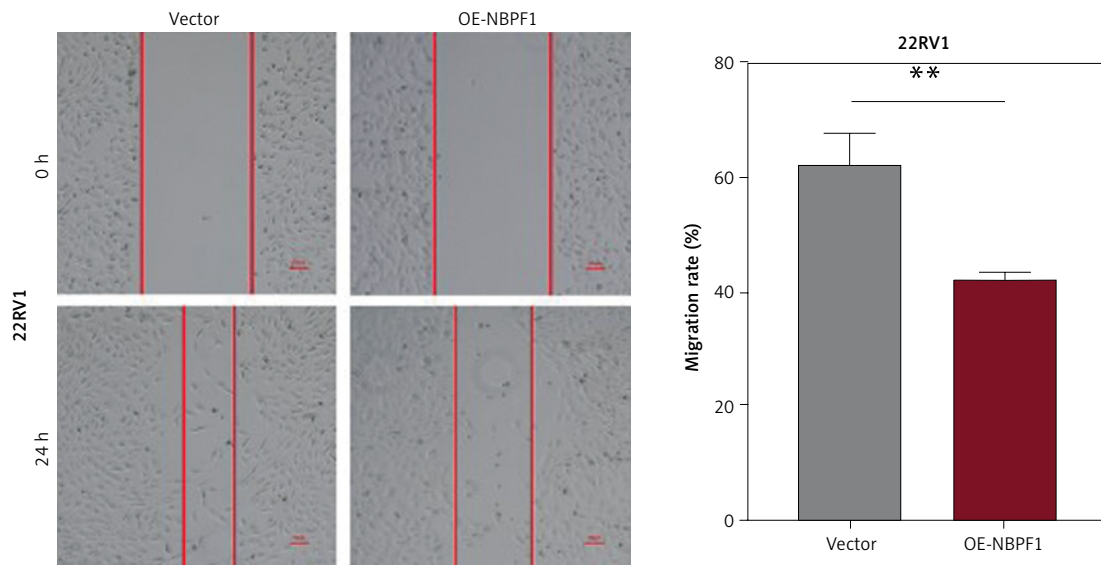 Vector
OE-NBPF1
22RV1
0 h
24 h
22RV1
**
Migration rate (%)
80
60
40
20
0
Vector
OE-NBPF1